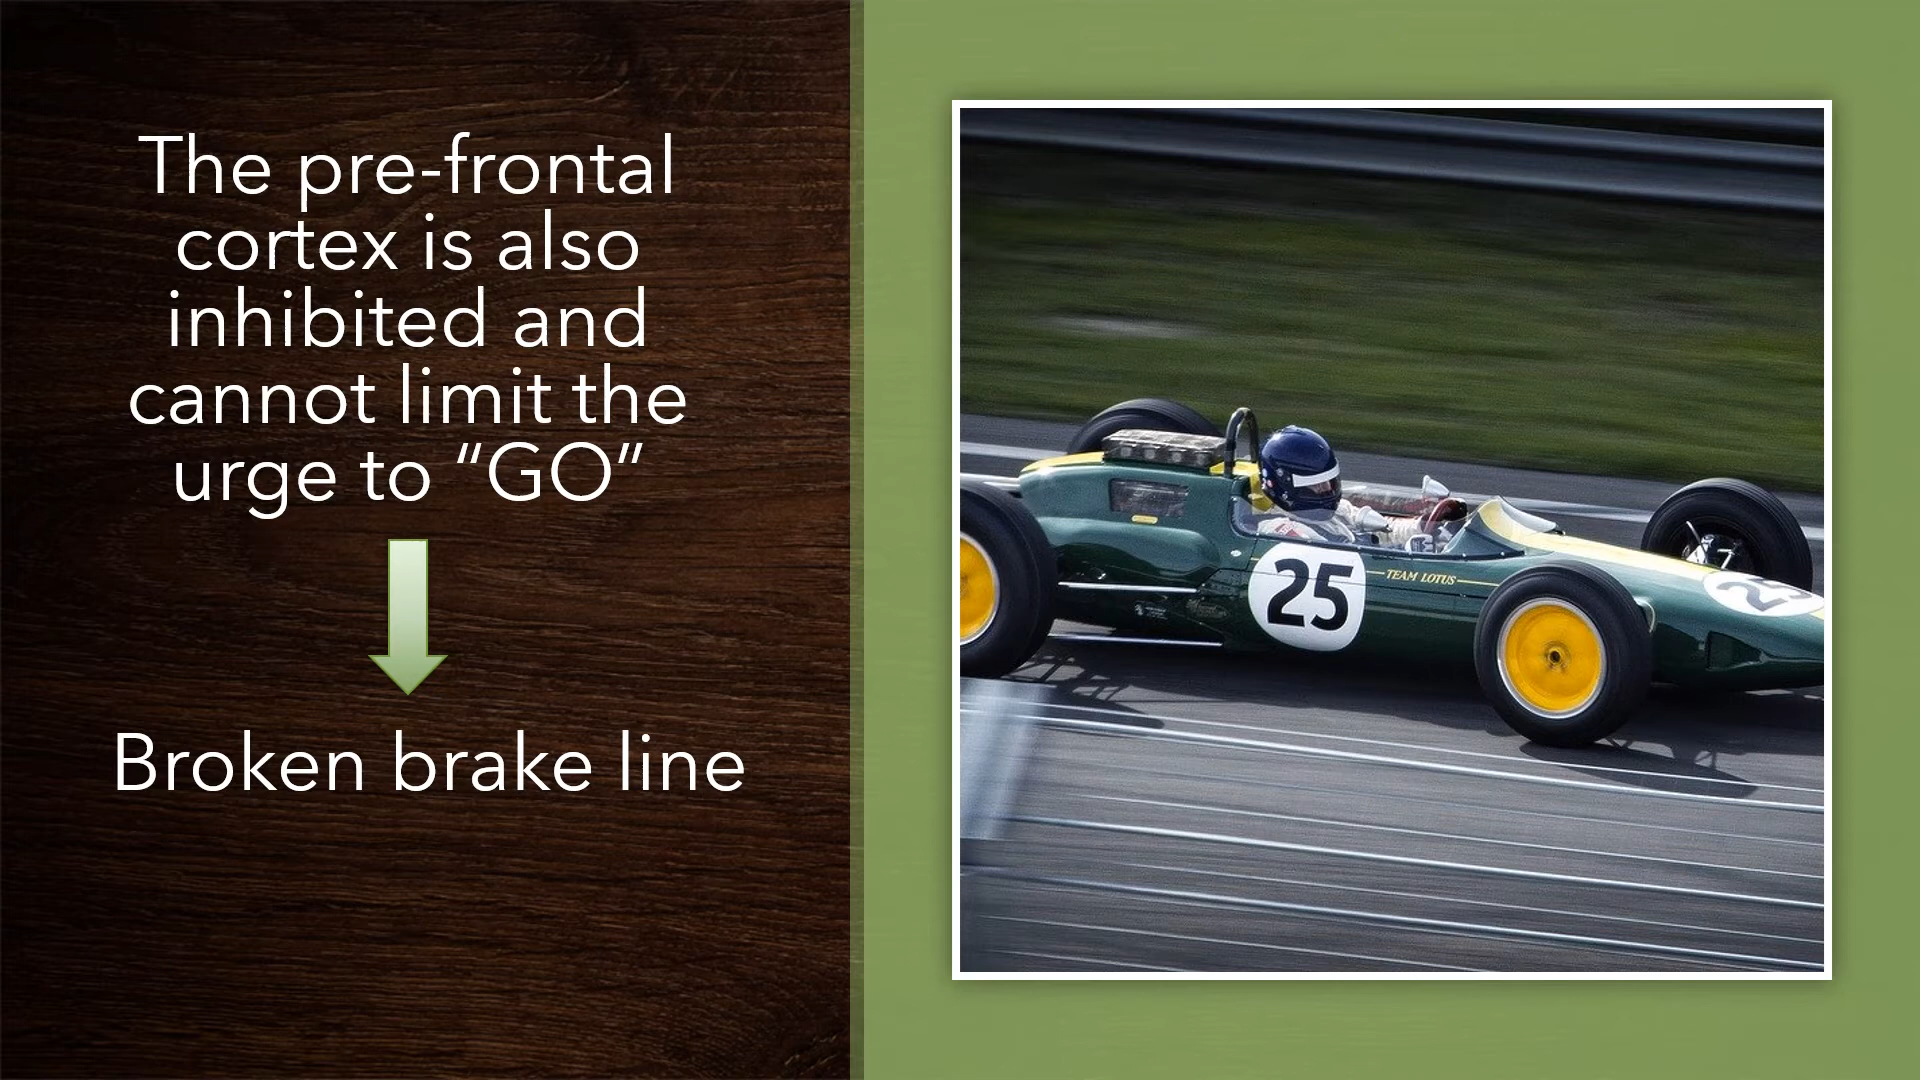 The pre-frontal
cortex is also
inhibited and
cannot limit the
urge to “GO”
Broken brake line
25
TEAM LOTUS
25